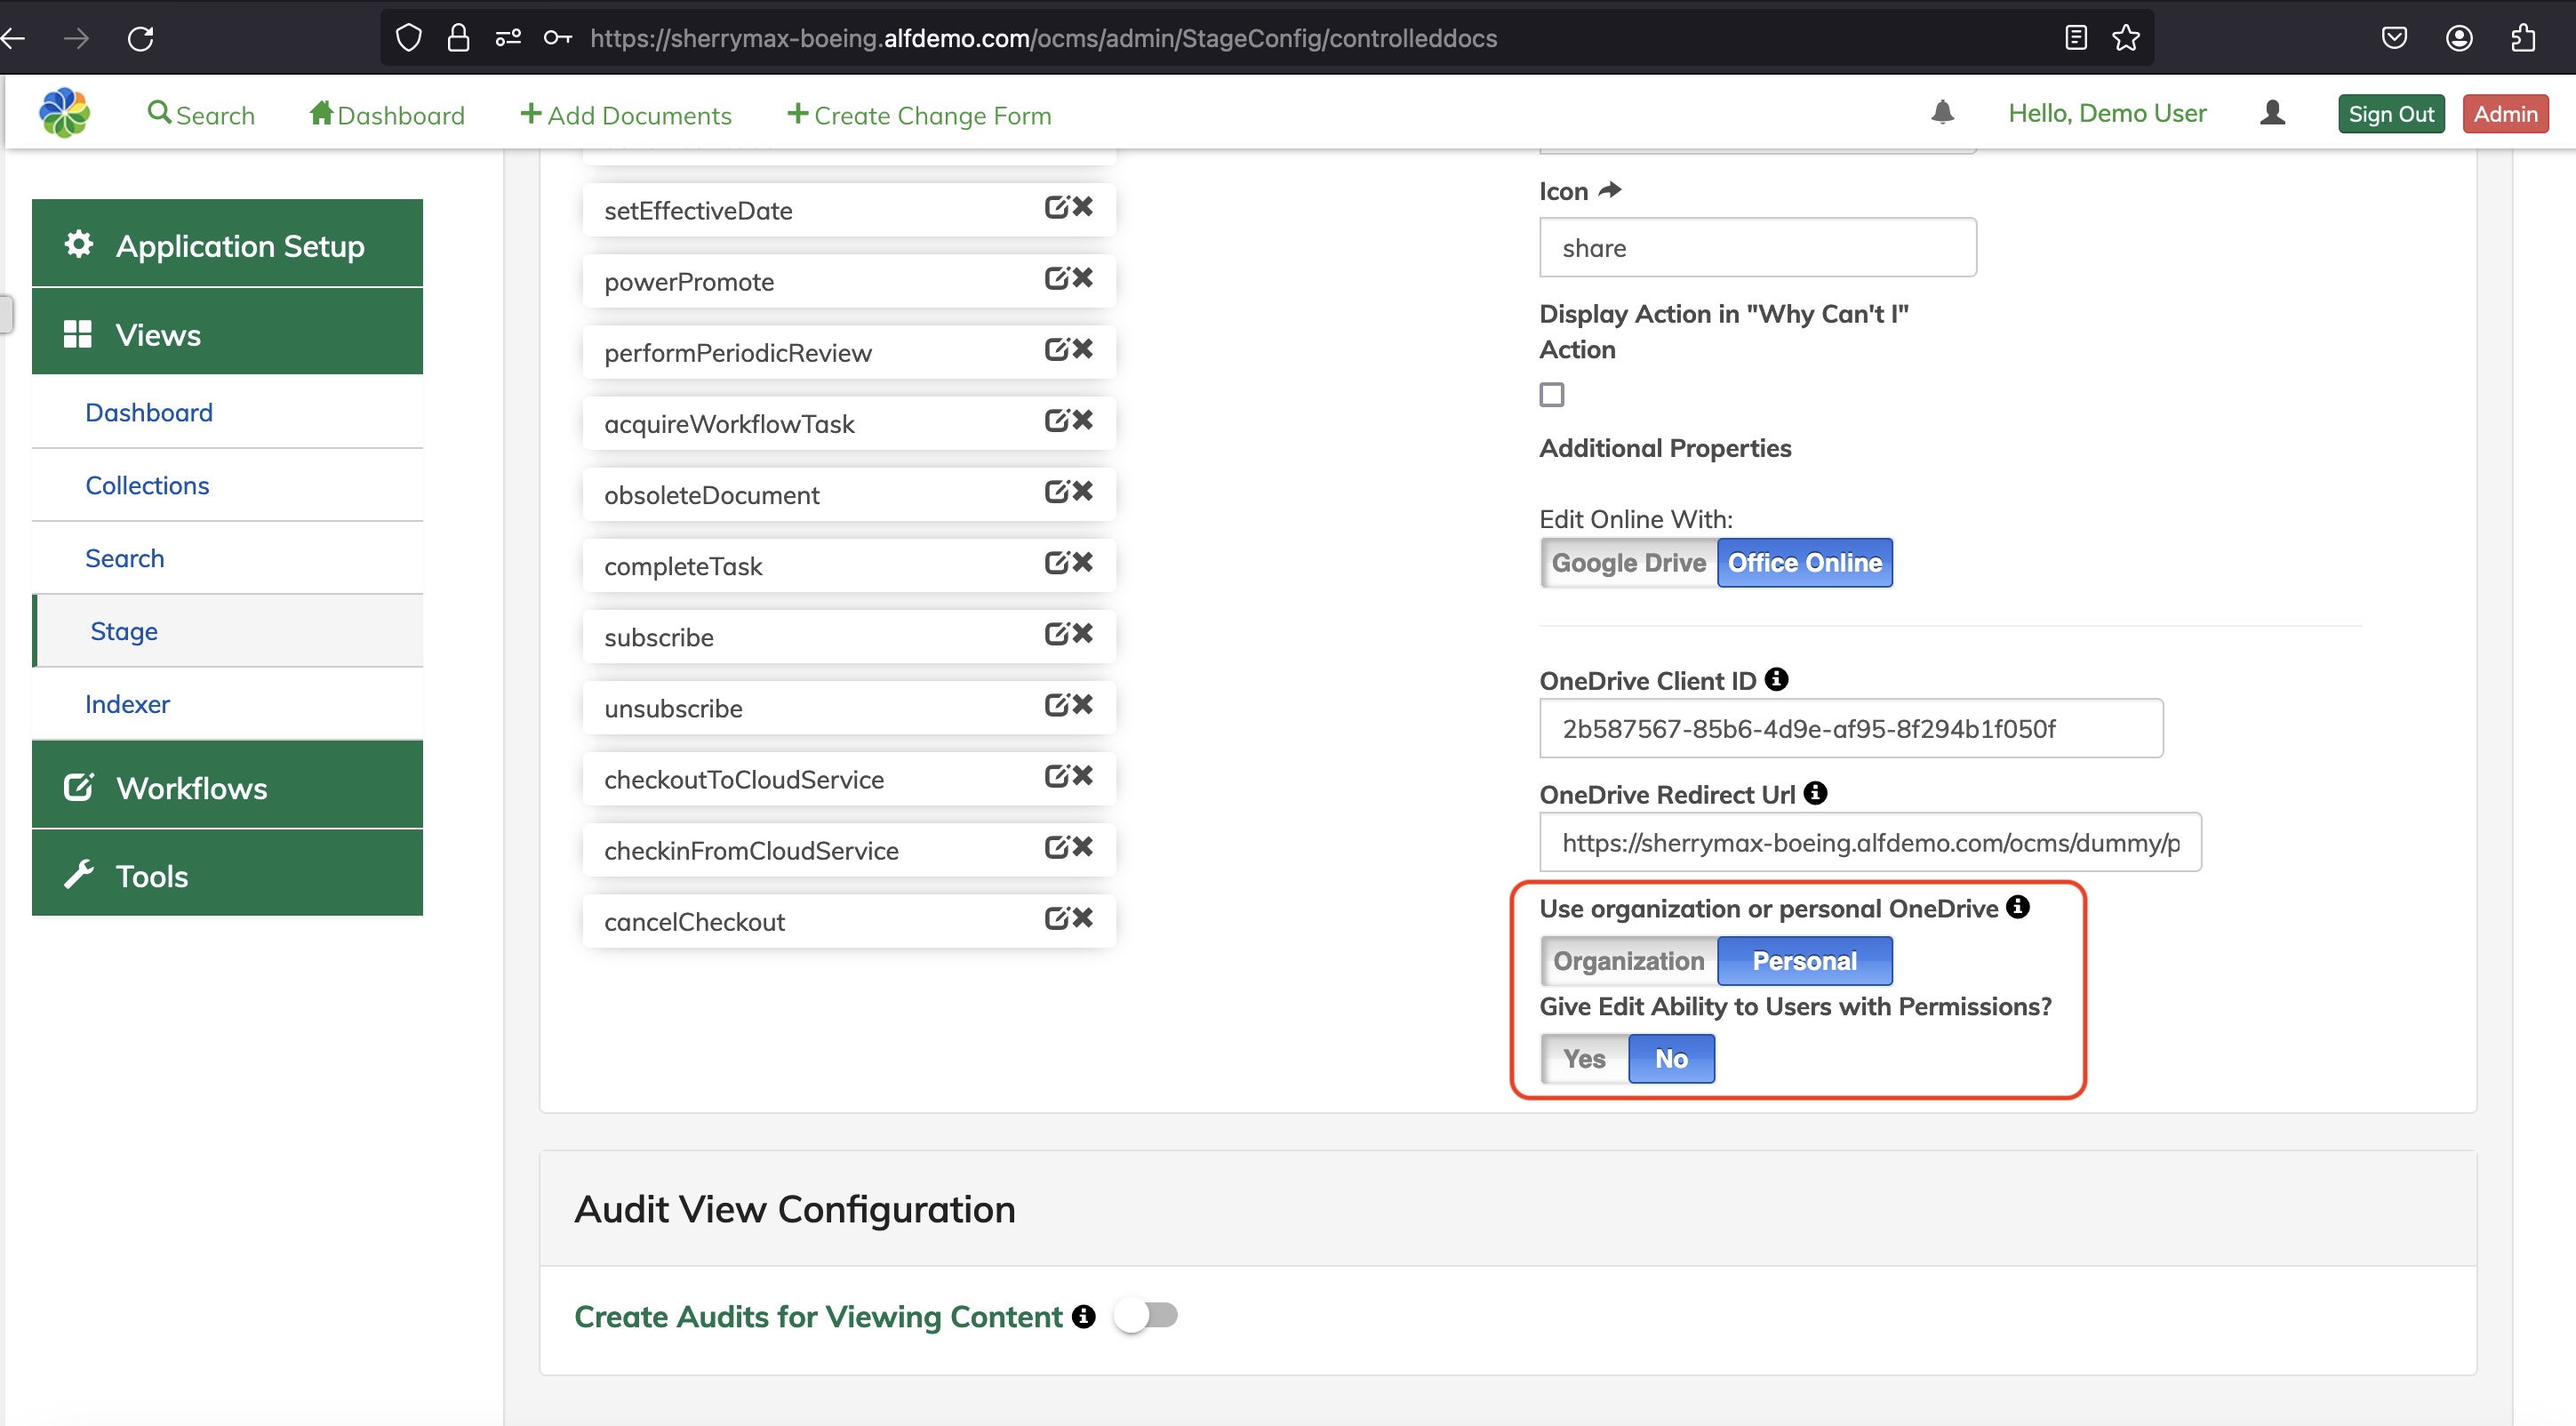 https://sherrymax-boeing.alfdemo.com/ocms/admin/StageConfig/controlleddocs
Search
Dashboard
Add Documents
Create Change Form
Hello, Demo User
Sign Out
Admin
Application Setup
Views
Dashboard
Collections
Search
Stage
Indexer
Workflows
Tools
setEffectiveDate
powerPromote
performPeriodicReview
acquireWorkflowTask
obsoleteDocument
completeTask
subscribe
unsubscribe
checkoutToCloudService
checkinFromCloudService
cancelCheckout
Icon
share
Display Action in "Why Can't I"
Action
Additional Properties
Edit Online With:
Google Drive Office Online
OneDrive Client ID
2b587567-85b6-4d9e-af95-8f294b1f050f
OneDrive Redirect Url
https://sherrymax-boeing.alfdemo.com/ocms/dummy/p
Use organization or personal OneDrive
Organization Personal
Give Edit Ability to Users with Permissions?
Yes No
Audit View Configuration
Create Audits for Viewing Content